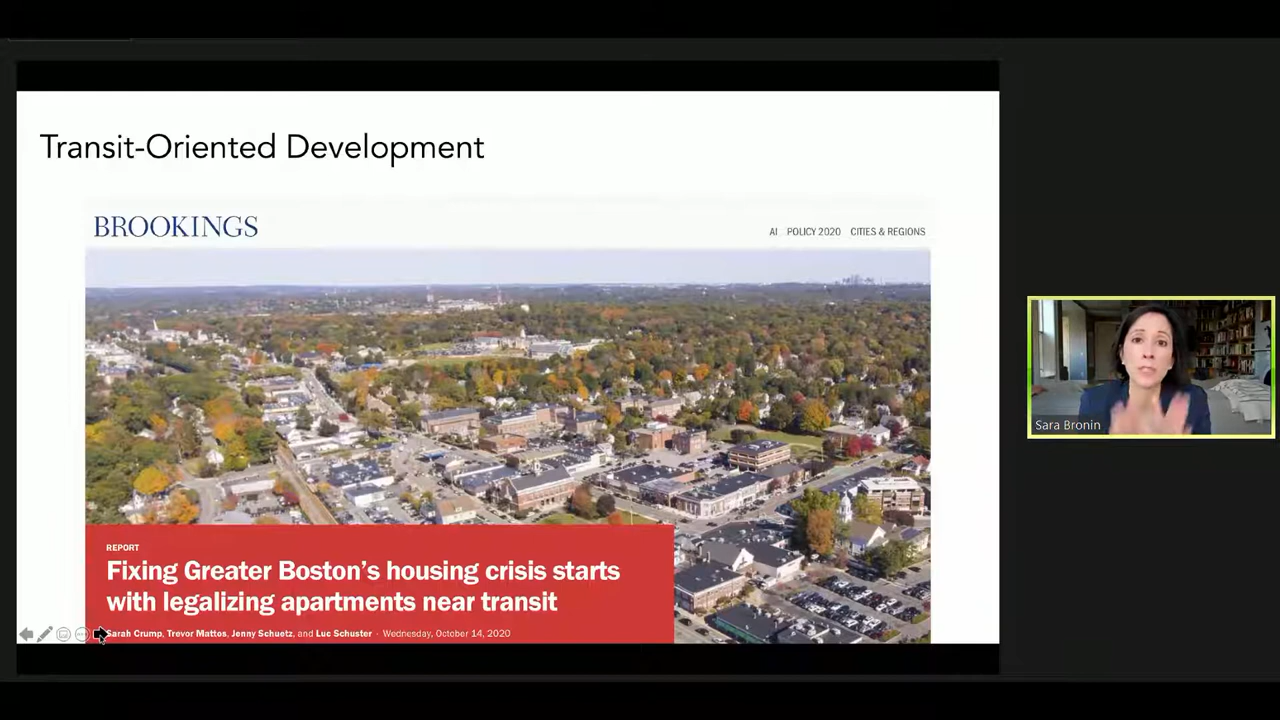 Transit-Oriented Development
BROOKINGS
AI POLICY 2020 CITIES & REGIONS
REPORT
Fixing Greater Boston's housing crisis starts
with legalizing apartments near transit
Sarah Crump, Trevor Mattos, Jenny Schuetz, and Luc Schuster · Wednesday, October 14, 2020
Sara Bronin